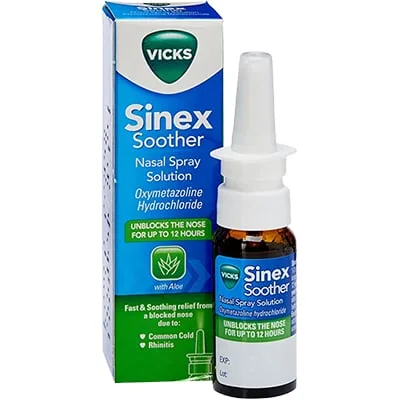 VICKS
Sinex
Soother
Nasal Spray
Solution
Oxymetazoline
Hydrochloride
UNBLOCKS THE NOSE
FOR UP TO 12 HOURS
with Aloe
Fast & Soothing relief from
a blocked nose
due to:
• Common Cold
• Rhinitis
VICKS
Sinex
Soother
Nasal Spray Solution
Oxymetazoline hydrochloride
UNBLOCKS THE NOSE
FOR UP TO 12 HOURS
EXP:
Lot: